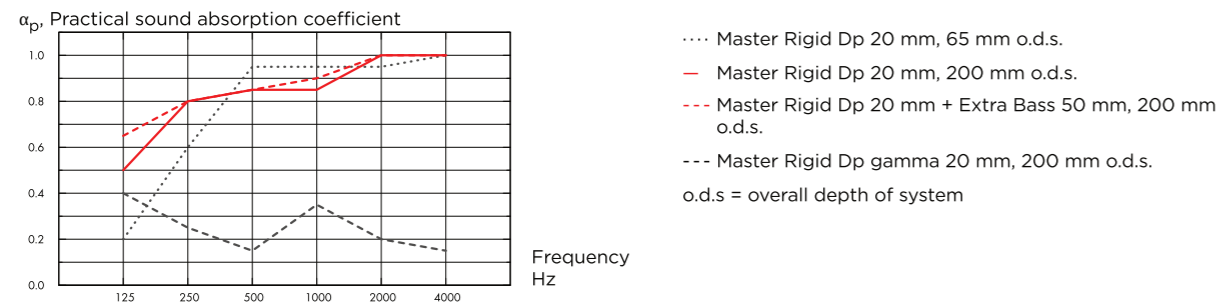 αp, Practical sound absorption coefficient
1.0
0.8
0.6
0.4
0.2
0.0
125 250 500 1000 2000 4000
Frequency
Hz
Master Rigid Dp 20 mm, 65 mm o.d.s.
Master Rigid Dp 20 mm, 200 mm o.d.s.
Master Rigid Dp 20 mm + Extra Bass 50 mm, 200 mm
o.d.s.
Master Rigid Dp gamma 20 mm, 200 mm o.d.s.
o.d.s = overall depth of system